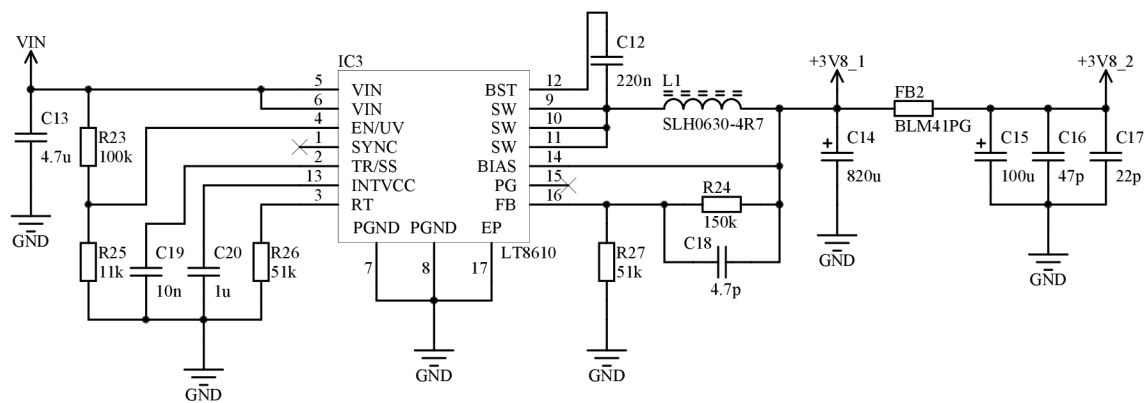 VIN
IC3
C12
220n
+3V8_1
+3V8_2
L1
SLH0630-4R7
FB2
BLM41PG
5 VIN BST 12
6 VIN SW 9
4 EN/UV SW 10
1 SYNC SW 11
2 TR/SS BIAS 14
13 INTVCC PG 15
3 RT FB 16
PGND PGND EP
LT8610
7 8 17
C13
4.7u
R23
100k
C14
820u
C15
100u
C16
47p
C17
22p
R24
150k
C18
4.7p
R25
11k
C19
10n
C20
1u
R26
51k
R27
51k
GND
GND
GND
GND
GND
GND